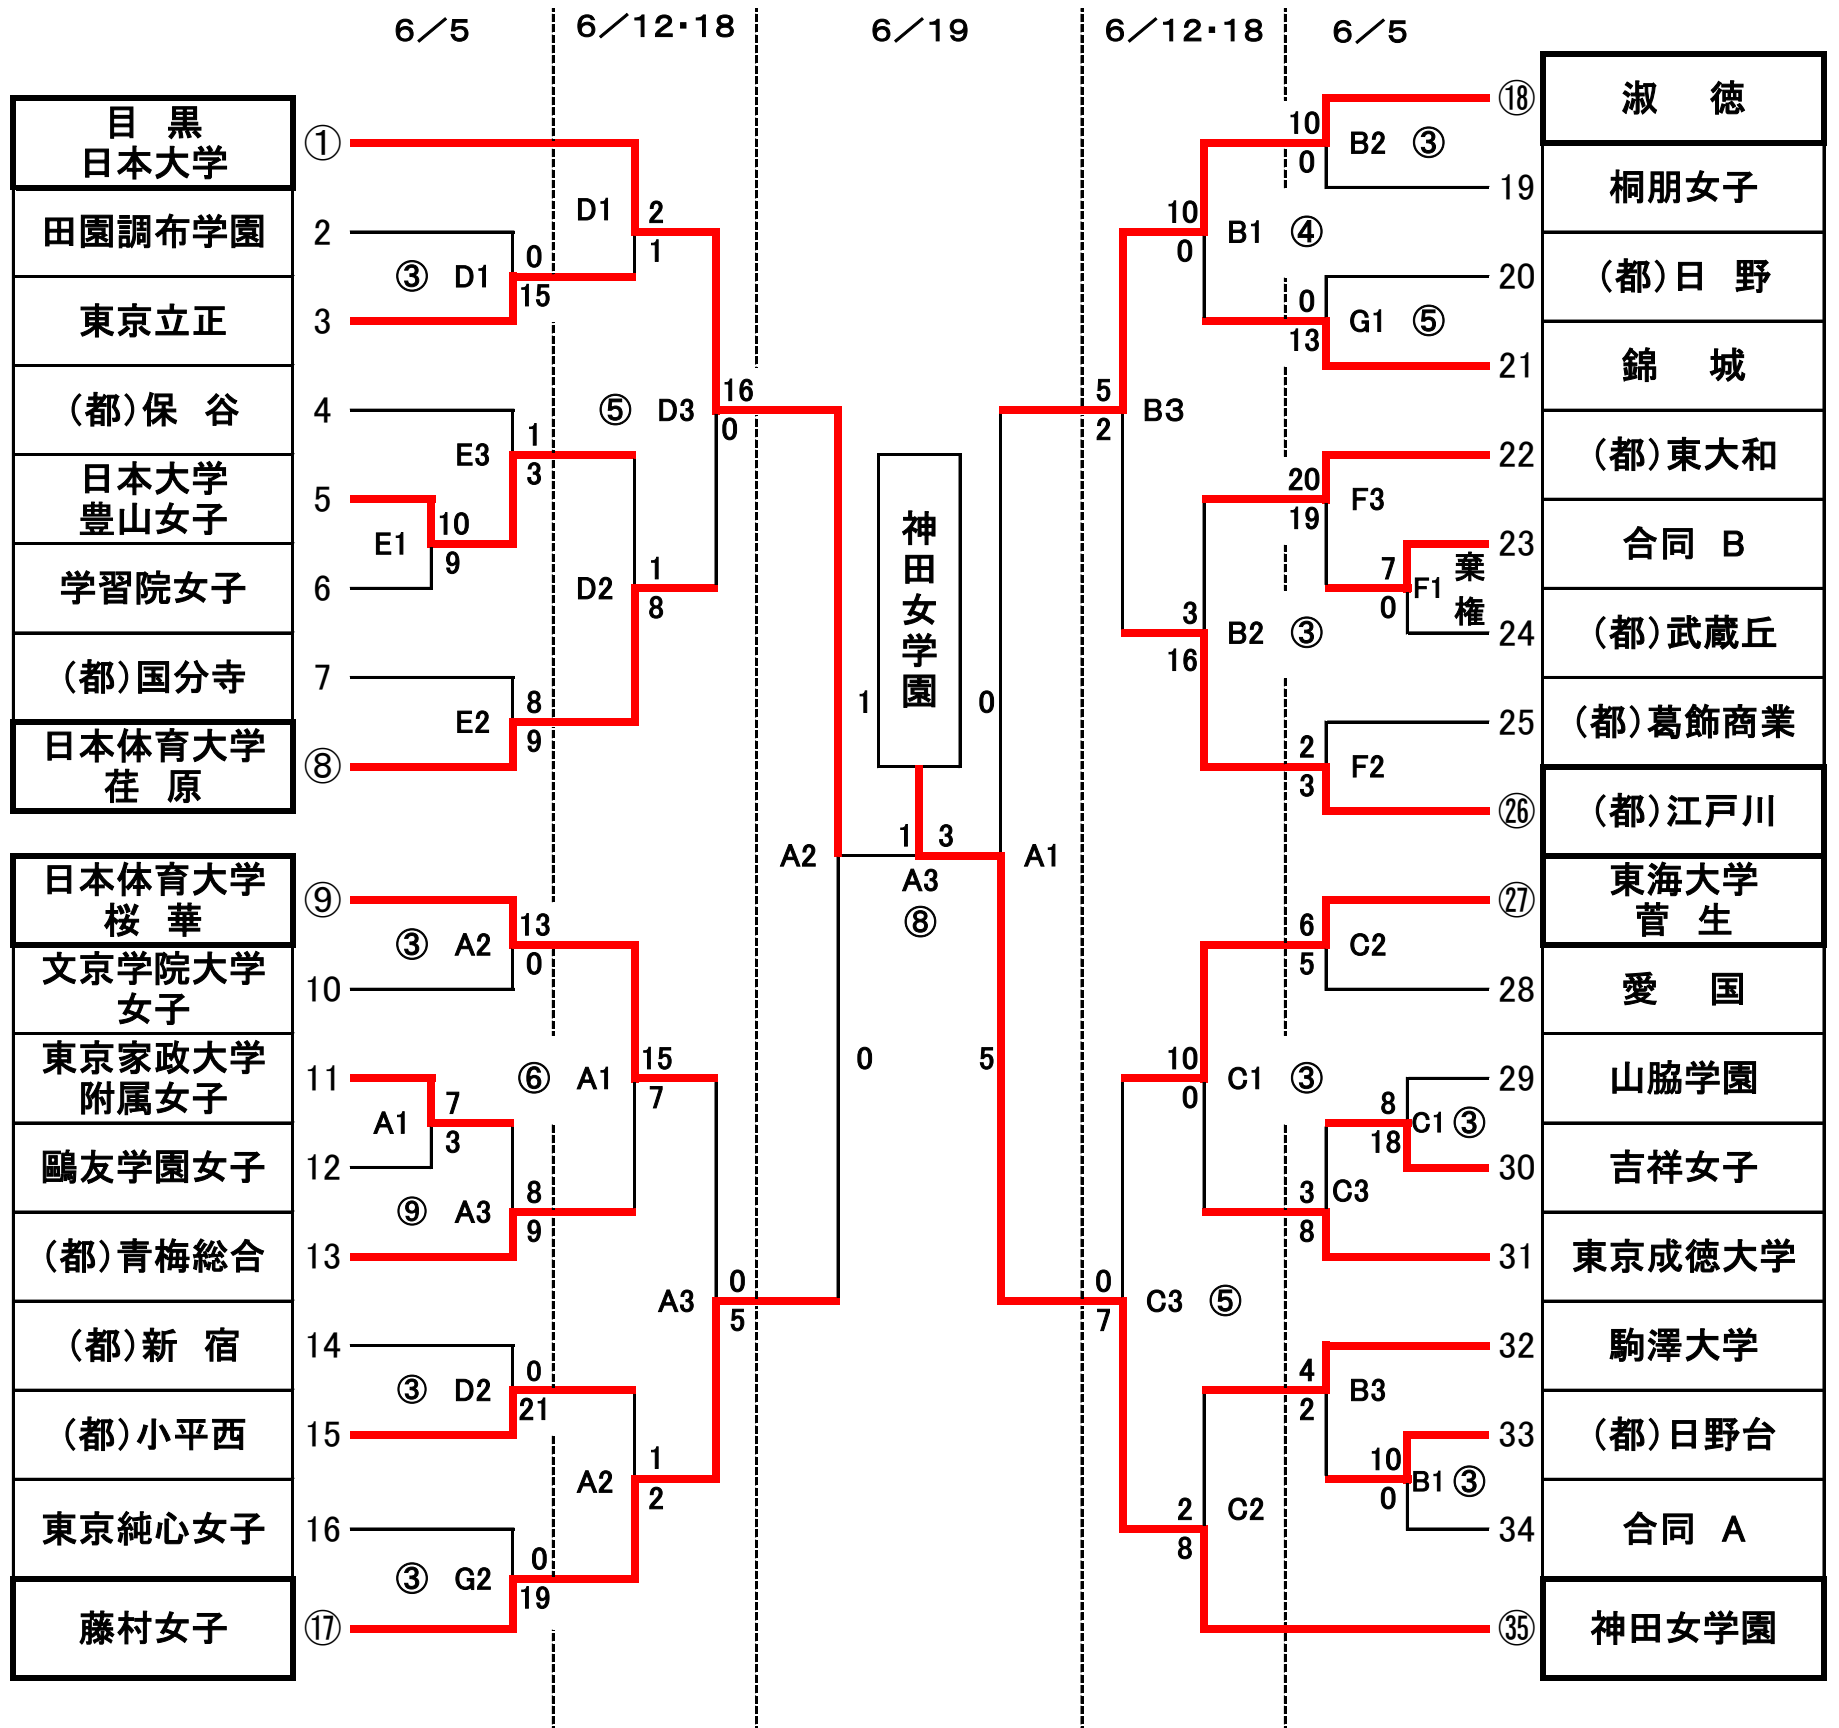 6／5
6／12・18
6／19
6／12・18
6／5
目　黒
日本大学
①
田園調布学園
2
東京立正
3
（都）保　谷
4
日本大学
豊山女子
5
学習院女子
6
（都）国分寺
7
日本体育大学
荏　原
⑧
日本体育大学
桜　華
⑨
文京学院大学
女子
10
東京家政大学
附属女子
11
鷗友学園女子
12
（都）青梅総合
13
（都）新　宿
14
（都）小平西
15
東京純心女子
16
藤村女子
⑰
③ D1
0
15
E3
1
3
E1
10
9
E2
8
9
③ A2
13
0
A1
7
3
⑨ A3
8
9
③ D2
0
21
③ G2
0
19
D1
2
1
⑤ D3
16
0
D2
1
8
⑥ A1
15
7
A3
0
5
A2
1
2
神田女学園
1
0
A2
1 3
A1
A3
⑧
0
5
10
0
B1 ④
5
2
B3
3
16
B2 ③
10
0
C1 ③
0
7
C3 ⑤
2
8
C2
10
0
B2 ③
0
13
G1 ⑤
20
19
F3
7
0
F1
棄権
2
3
F2
6
5
C2
8
18
C1 ③
3
8
C3
4
2
B3
10
0
B1 ③
⑱
淑　徳
19
桐朋女子
20
（都）日　野
21
錦　城
22
（都）東大和
23
合同　B
24
（都）武蔵丘
25
（都）葛飾商業
㉖
（都）江戸川
㉗
東海大学
菅　生
28
愛　国
29
山脇学園
30
吉祥女子
31
東京成徳大学
32
駒澤大学
33
（都）日野台
34
合同　A
㉟
神田女学園